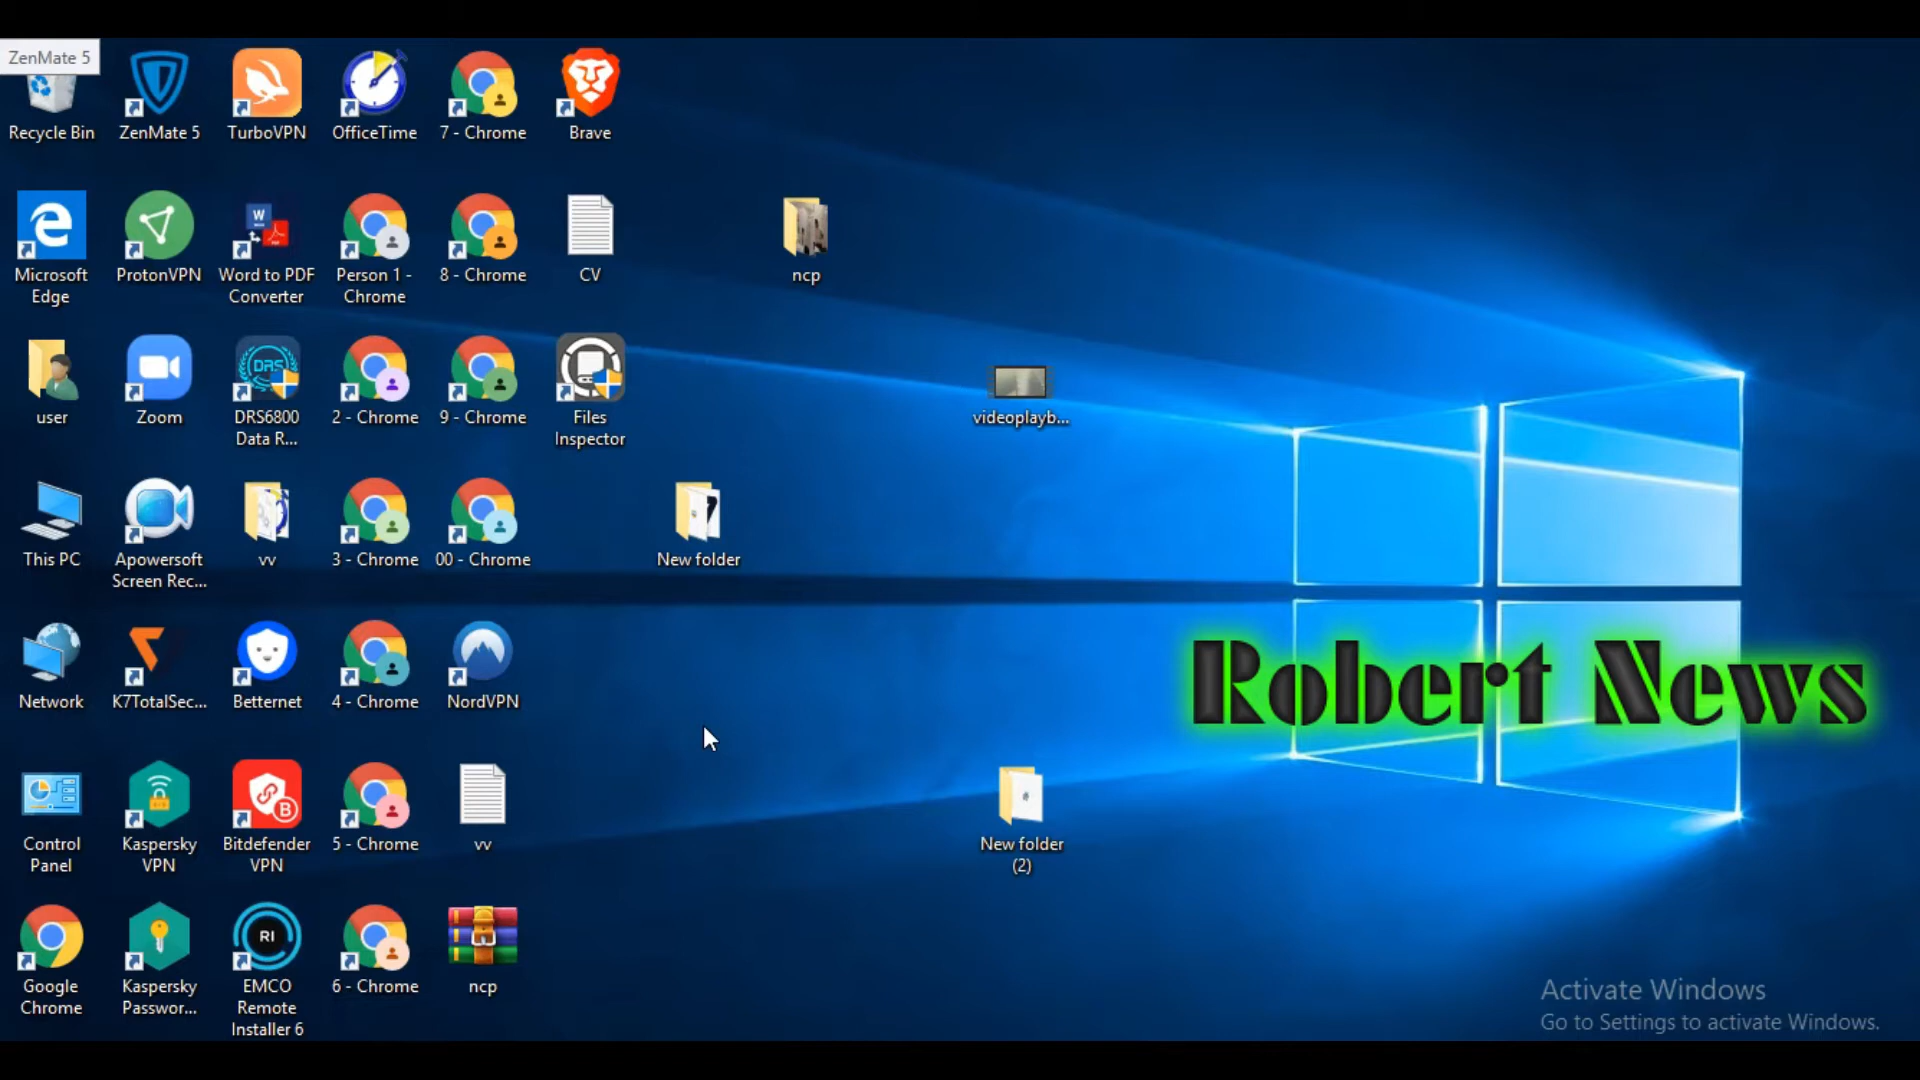 ZenMate 5
Recycle Bin
ZenMate 5
TurboVPN
OfficeTime
7 - Chrome
Brave
Microsoft
Edge
ProtonVPN
Word to PDF
Converter
Person 1 -
Chrome
8 - Chrome
CV
ncp
user
Zoom
DRS6800
Data R...
2 - Chrome
9 - Chrome
Files
Inspector
videoplayb...
This PC
Apowersoft
Screen Rec...
vv
3 - Chrome
00 - Chrome
New folder
Network
K7TotalSec...
Betternet
4 - Chrome
NordVPN
Robert News
Control
Panel
Kaspersky
VPN
Bitdefender
VPN
5 - Chrome
vv
New folder
(2)
Google
Chrome
Kaspersky
Passwor...
RI
EMCO
Remote
Installer 6
6 - Chrome
ncp
Activate Windows
Go to Settings to activate Windows.
W
DRS
B